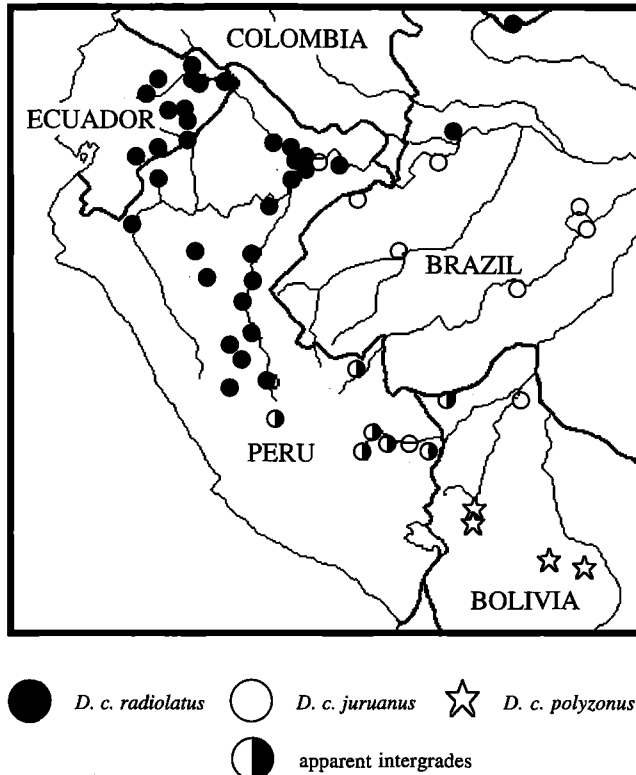 COLOMBIA
ECUADOR
BRAZIL
PERU
BOLIVIA
D. c. radiolatus
D. c. juruanus
D. c. polyzonus
apparent intergrades